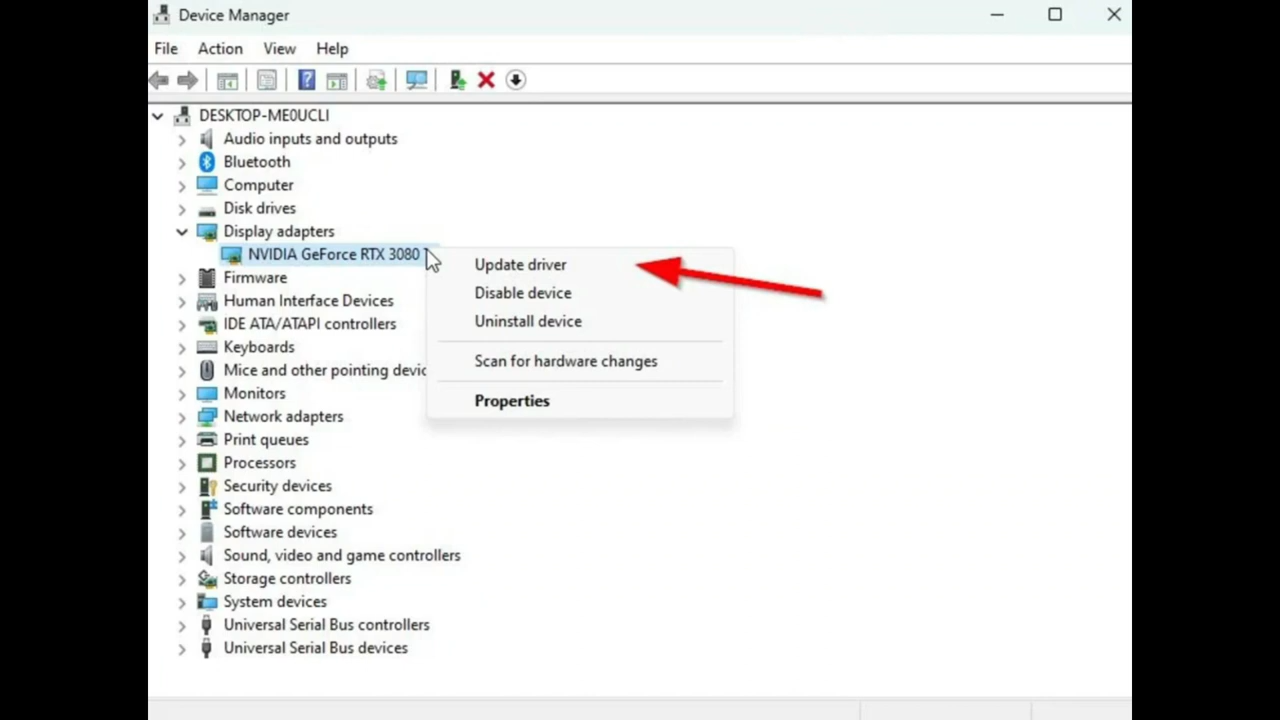 Device Manager
File Action View Help
DESKTOP-ME0UCLI
Audio inputs and outputs
Bluetooth
Computer
Disk drives
Display adapters
NVIDIA GeForce RTX 3080
Update driver
Disable device
Uninstall device
Scan for hardware changes
Properties
Firmware
Human Interface Devices
IDE ATA/ATAPI controllers
Keyboards
Mice and other pointing devic
Monitors
Network adapters
Print queues
Processors
Security devices
Software components
Software devices
Sound, video and game controllers
Storage controllers
System devices
Universal Serial Bus controllers
Universal Serial Bus devices